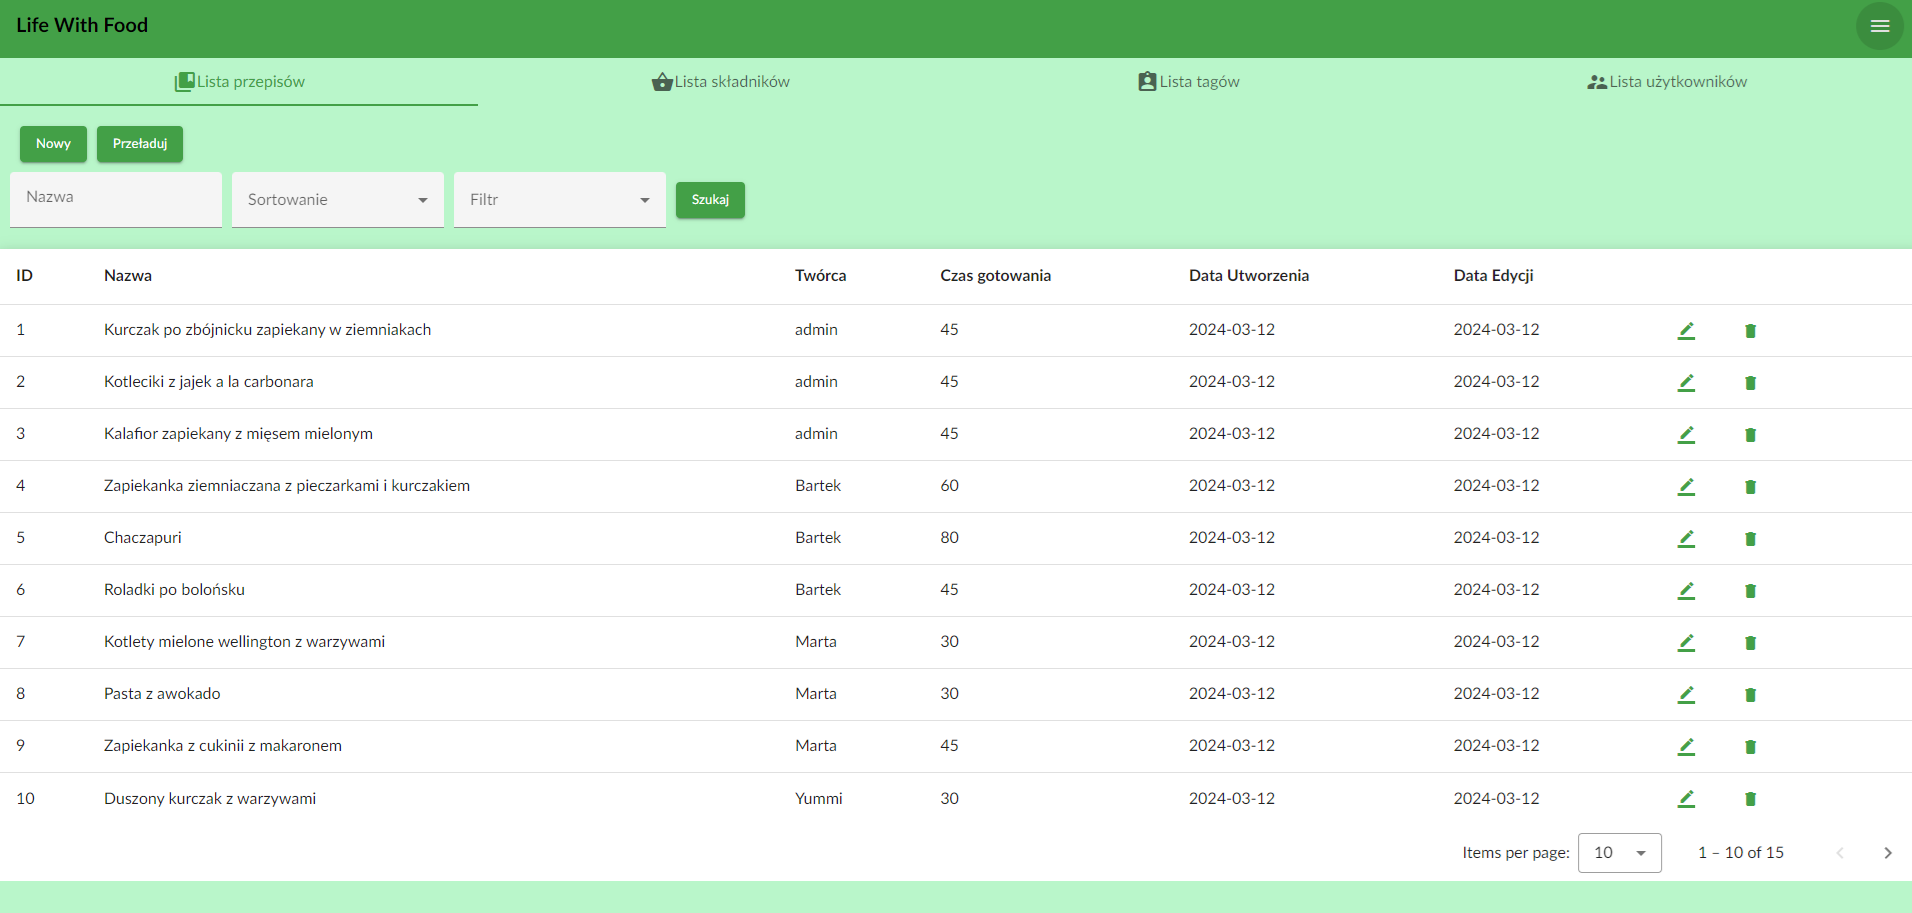 Life With Food
Lista przepisów Lista składników Lista tagów Lista użytkowników
Nowy Przeładuj
Nazwa Sortowanie Filtr Szukaj
ID Nazwa Twórca Czas gotowania Data Utworzenia Data Edycji
1 Kurczak po zbójnicku zapiekany w ziemniakach admin 45 2024-03-12 2024-03-12
2 Kotleciki z jajek a la carbonara admin 45 2024-03-12 2024-03-12
3 Kalafior zapiekany z mięsem mielonym admin 45 2024-03-12 2024-03-12
4 Zapiekanka ziemniaczana z pieczarkami i kurczakiem Bartek 60 2024-03-12 2024-03-12
5 Chaczapuri Bartek 80 2024-03-12 2024-03-12
6 Roladki po bolońsku Bartek 45 2024-03-12 2024-03-12
7 Kotlety mielone wellington z warzywami Marta 30 2024-03-12 2024-03-12
8 Pasta z awokado Marta 30 2024-03-12 2024-03-12
9 Zapiekanka z cukinii z makaronem Marta 45 2024-03-12 2024-03-12
10 Duszony kurczak z warzywami Yummi 30 2024-03-12 2024-03-12
Items per page: 10 1 – 10 of 15